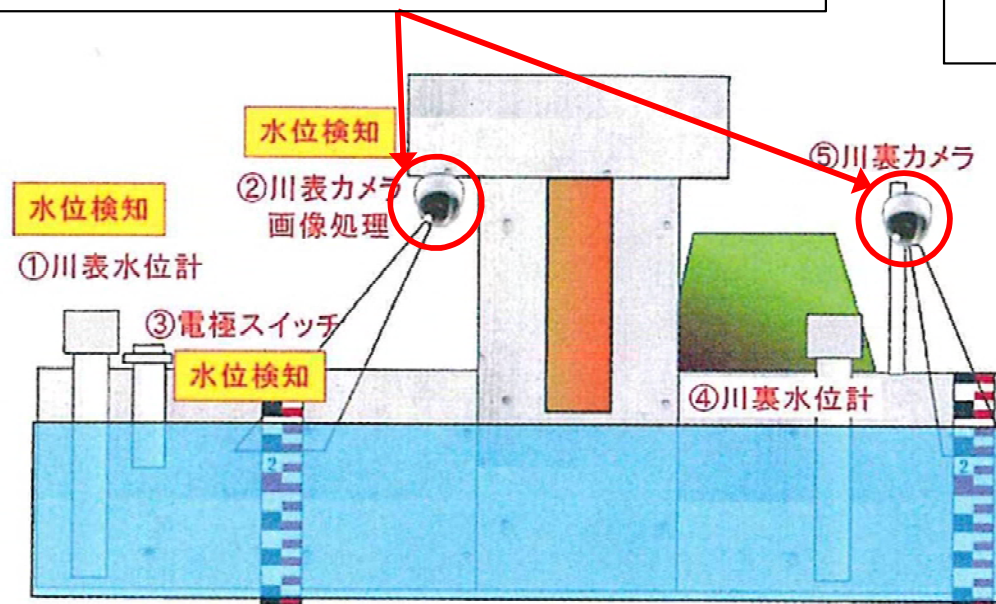 水位検知
②川表カメラ
画像処理
⑤川裏カメラ
水位検知
①川表水位計
③電極スイッチ
水位検知
④川裏水位計
2
2